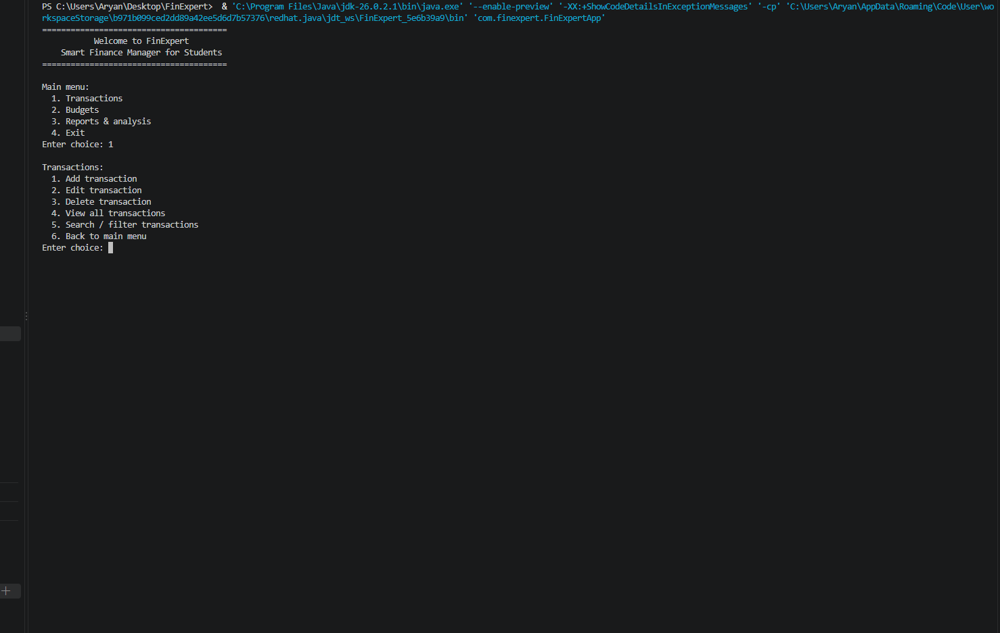 PS C:\Users\Aryan\Desktop\FinExpert>  & 'C:\Program Files\Java\jdk-26.0.2.1\bin\java.exe' '--enable-preview' '-XX:+ShowCodeDetailsInExceptionMessages' '-cp' 'C:\Users\Aryan\AppData\Roaming\Code\User\wo
rkspaceStorage\b971b099ced2dd89a42ee5d6d7b57376\redhat.java\jdt_ws\FinExpert_5e6b39a9\bin' 'com.finexpert.FinExpertApp'
=======================================
           Welcome to FinExpert
    Smart Finance Manager for Students
=======================================
Main menu:
  1. Transactions
  2. Budgets
  3. Reports & analysis
  4. Exit
Enter choice: 1
Transactions:
  1. Add transaction
  2. Edit transaction
  3. Delete transaction
  4. View all transactions
  5. Search / filter transactions
  6. Back to main menu
Enter choice: